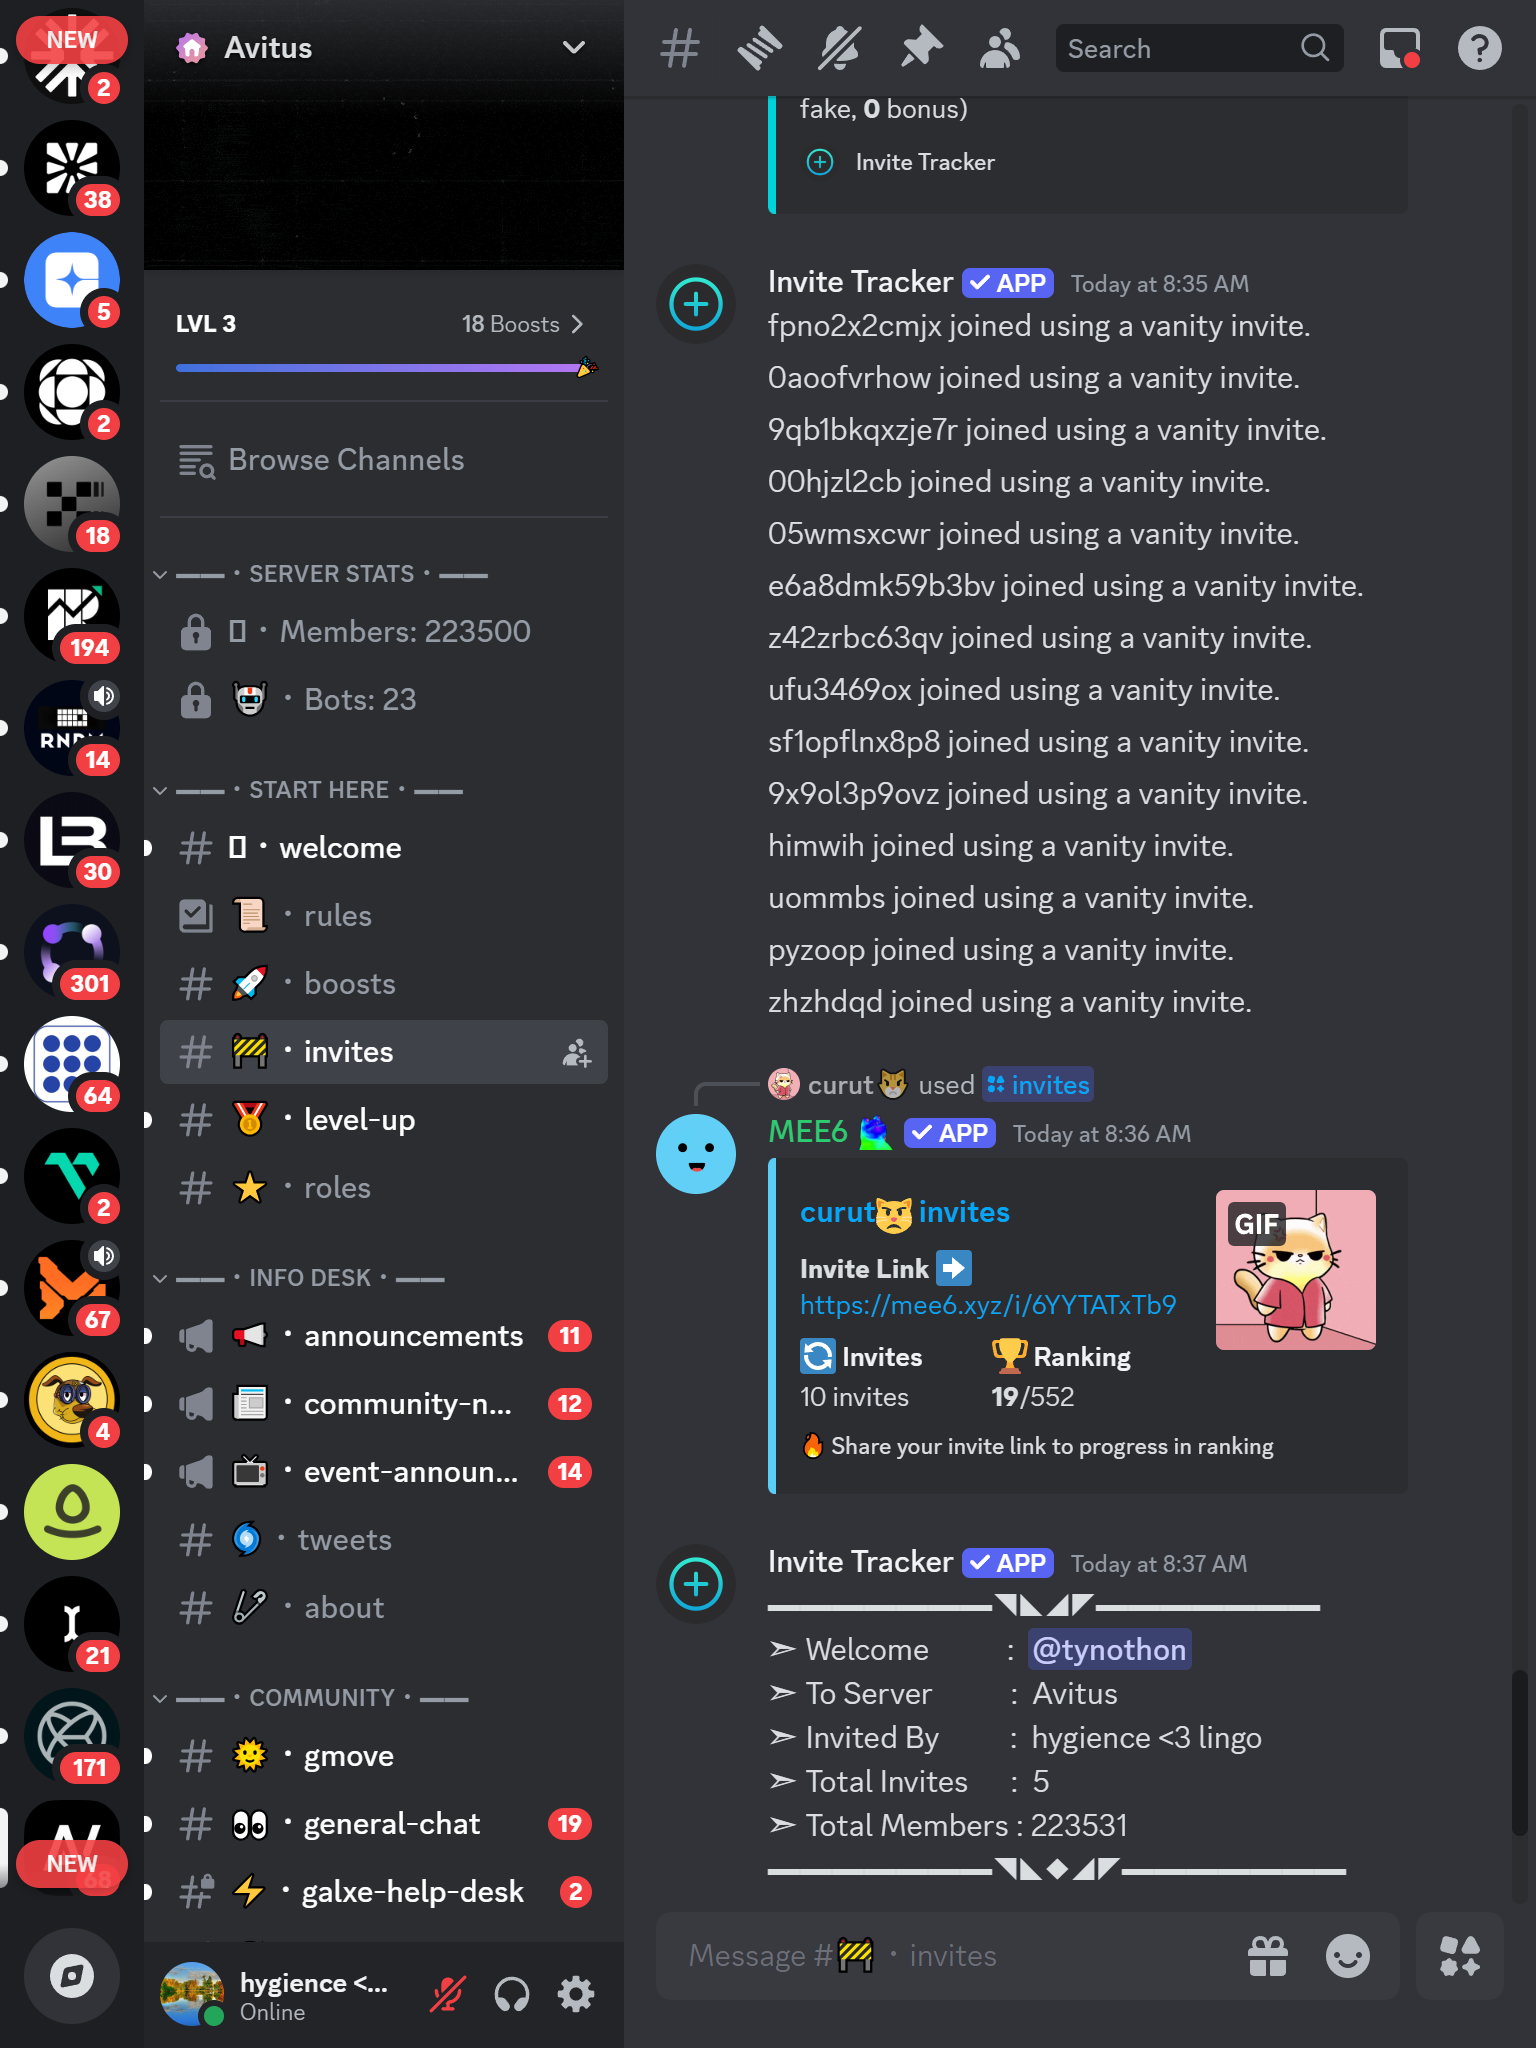 NEW
2
38
5
2
18
194
RNDM
14
30
301
64
2
67
4
21
171
NEW
68
Avitus
LVL 3
18 Boosts
Browse Channels
SERVER STATS
Members: 223500
Bots: 23
START HERE
welcome
rules
boosts
invites
level-up
roles
INFO DESK
announcements 11
community-n... 12
event-announ... 14
tweets
about
COMMUNITY
gmove
general-chat 19
galxe-help-desk 2
hygience <...
Online
Search
fake, 0 bonus)
Invite Tracker
Invite Tracker ✓ APP Today at 8:35 AM
fpno2x2cmjx joined using a vanity invite.
0aoofvrhow joined using a vanity invite.
9qb1bkqxzje7r joined using a vanity invite.
00hjzl2cb joined using a vanity invite.
05wmsxcwr joined using a vanity invite.
e6a8dmk59b3bv joined using a vanity invite.
z42zrbc63qv joined using a vanity invite.
ufu3469ox joined using a vanity invite.
sf1opflnx8p8 joined using a vanity invite.
9x9ol3p9ovz joined using a vanity invite.
himwih joined using a vanity invite.
uommbs joined using a vanity invite.
pyzoop joined using a vanity invite.
zhzhdqd joined using a vanity invite.
curut used invites
MEE6 ✓ APP Today at 8:36 AM
curut invites
GIF
Invite Link
https://mee6.xyz/i/6YYTATxTb9
Invites Ranking
10 invites 19/552
Share your invite link to progress in ranking
Invite Tracker ✓ APP Today at 8:37 AM
➣ Welcome : @tynothon
➣ To Server : Avitus
➣ Invited By : hygience <3 lingo
➣ Total Invites : 5
➣ Total Members : 223531
Message # · invites